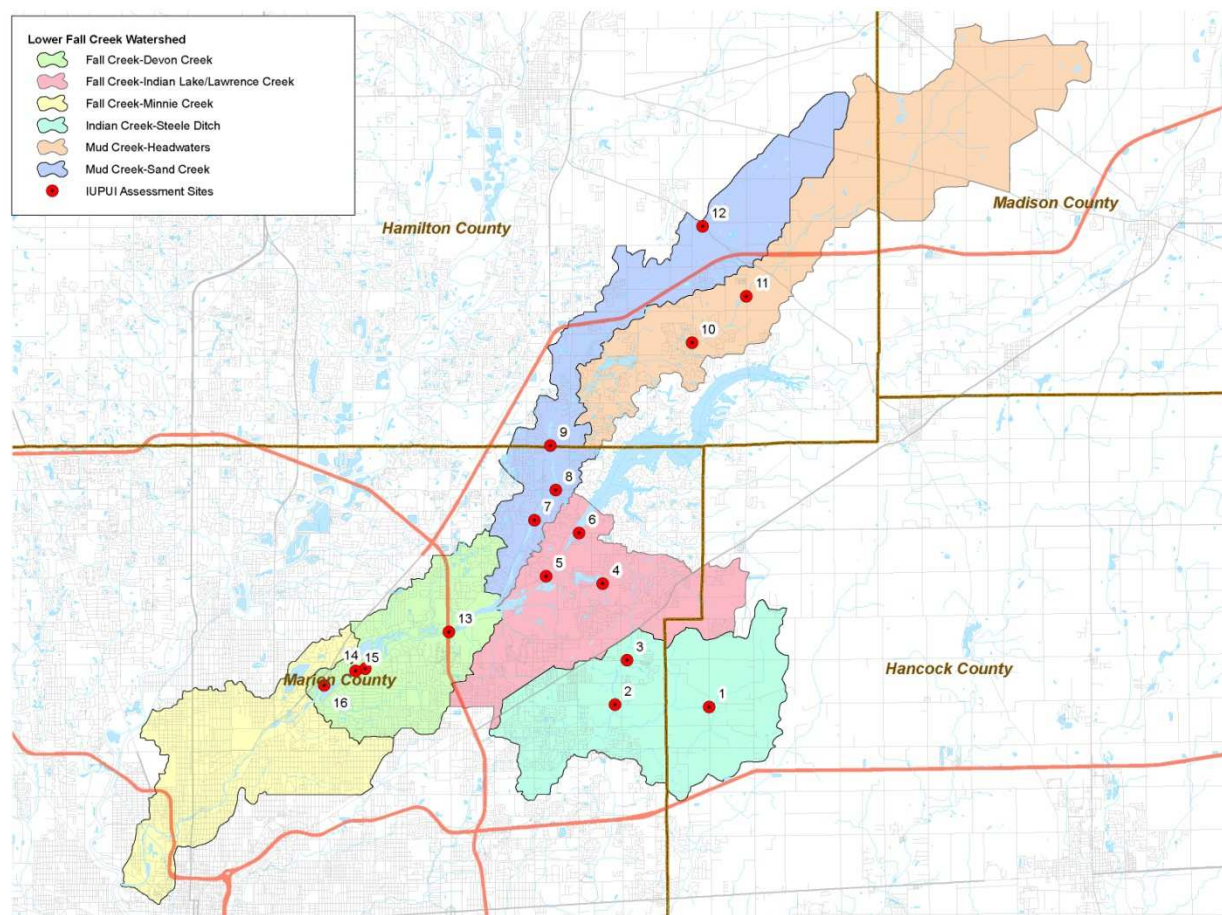 Lower Fall Creek Watershed
Fall Creek-Devon Creek
Fall Creek-Indian Lake/Lawrence Creek
Fall Creek-Minnie Creek
Indian Creek-Steele Ditch
Mud Creek-Headwaters
Mud Creek-Sand Creek
IUPUI Assessment Sites
Hamilton County
Madison County
12
11
10
9
8
7
6
5
4
13
3
14
15
Marion County
Hancock County
16
2
1